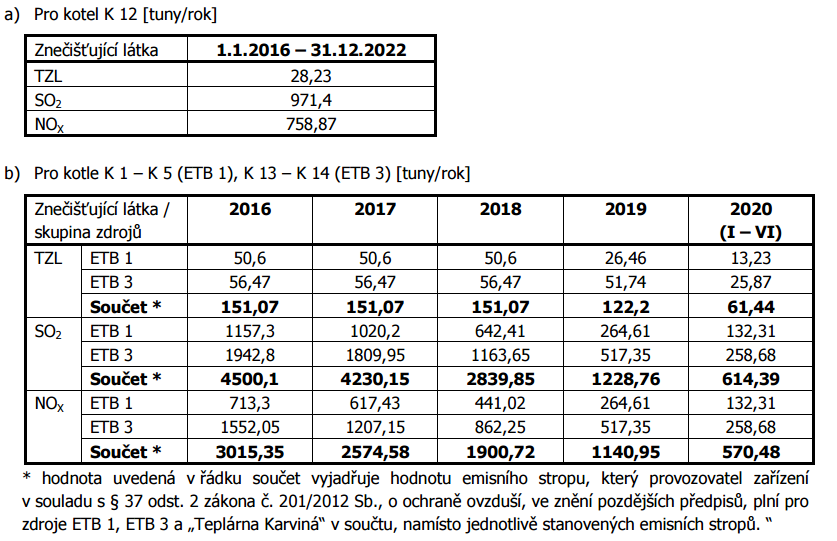 a) Pro kotel K 12 [tuny/rok]
Znečišťující látka 1.1.2016 – 31.12.2022
TZL 28,23
SO₂ 971,4
NOₓ 758,87
b) Pro kotle K 1 – K 5 (ETB 1), K 13 – K 14 (ETB 3) [tuny/rok]
Znečišťující látka / 2016 2017 2018 2019 2020
skupina zdrojů (I – VI)
TZL ETB 1 50,6 50,6 50,6 26,46 13,23
ETB 3 56,47 56,47 56,47 51,74 25,87
Součet * 151,07 151,07 151,07 122,2 61,44
SO₂ ETB 1 1157,3 1020,2 642,41 264,61 132,31
ETB 3 1942,8 1809,95 1163,65 517,35 258,68
Součet * 4500,1 4230,15 2839,85 1228,76 614,39
NOₓ ETB 1 713,3 617,43 441,02 264,61 132,31
ETB 3 1552,05 1207,15 862,25 517,35 258,68
Součet * 3015,35 2574,58 1900,72 1140,95 570,48
* hodnota uvedená v řádku součet vyjadřuje hodnotu emisního stropu, který provozovatel zařízení
v souladu s § 37 odst. 2 zákona č. 201/2012 Sb., o ochraně ovzduší, ve znění pozdějších předpisů, plní pro
zdroje ETB 1, ETB 3 a „Teplárna Karviná“ v součtu, namísto jednotlivě stanovených emisních stropů. “